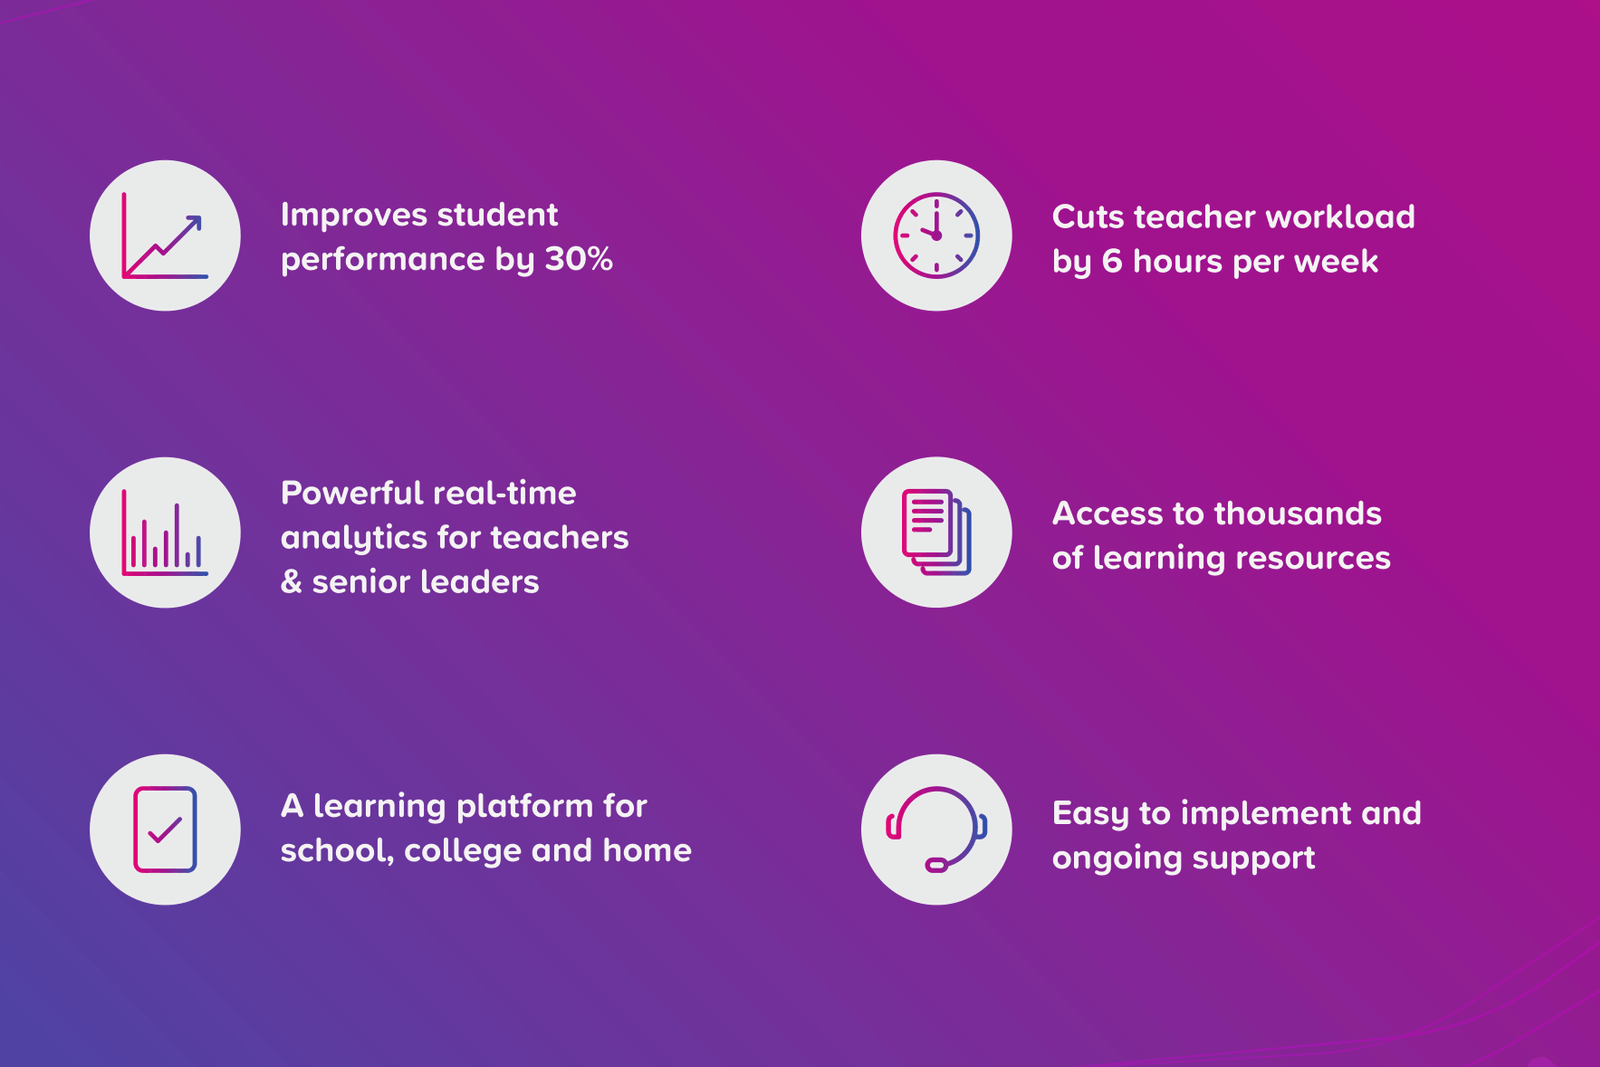 Improves student
performance by 30%
Cuts teacher workload
by 6 hours per week
Powerful real-time
analytics for teachers
& senior leaders
Access to thousands
of learning resources
A learning platform for
school, college and home
Easy to implement and
ongoing support